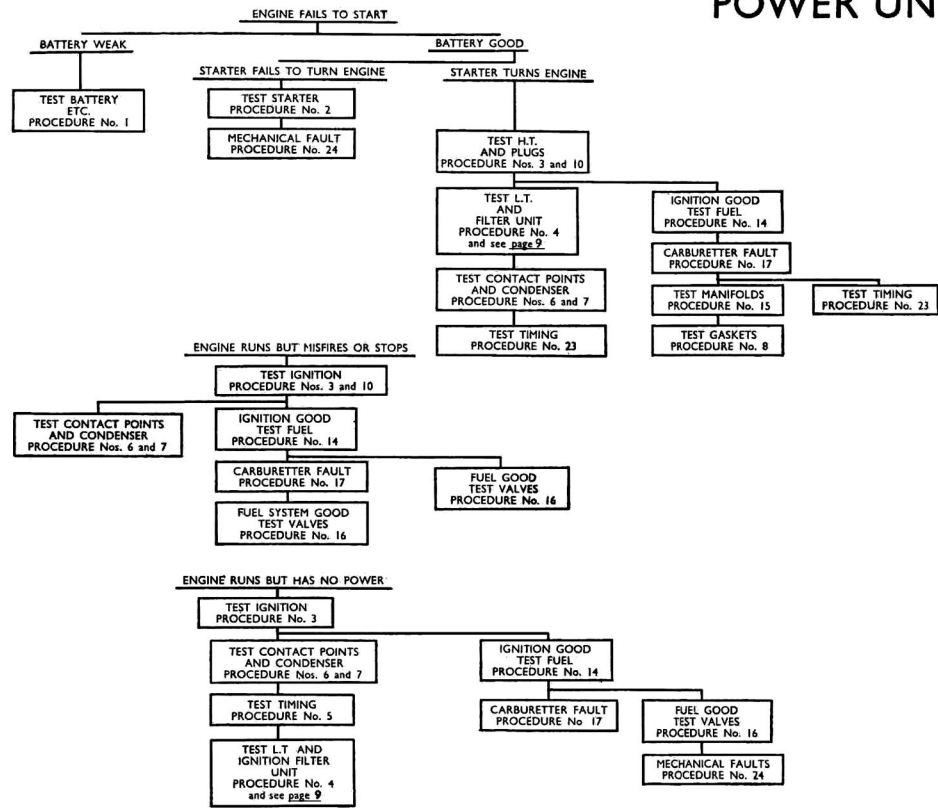 POWER UN
ENGINE FAILS TO START
BATTERY WEAK
BATTERY GOOD
STARTER FAILS TO TURN ENGINE
STARTER TURNS ENGINE
TEST BATTERY
ETC.
PROCEDURE No. 1
TEST STARTER
PROCEDURE No. 2
MECHANICAL FAULT
PROCEDURE No. 24
TEST H.T.
AND PLUGS
PROCEDURE Nos. 3 and 10
TEST L.T.
AND
FILTER UNIT
PROCEDURE No. 4
and see page 9
IGNITION GOOD
TEST FUEL
PROCEDURE No. 14
CARBURETTER FAULT
PROCEDURE No. 17
TEST CONTACT POINTS
AND CONDENSER
PROCEDURE Nos. 6 and 7
TEST MANIFOLDS
PROCEDURE No. 15
TEST TIMING
PROCEDURE No. 23
TEST TIMING
PROCEDURE No. 23
TEST GASKETS
PROCEDURE No. 8
ENGINE RUNS BUT MISFIRES OR STOPS
TEST IGNITION
PROCEDURE Nos. 3 and 10
TEST CONTACT POINTS
AND CONDENSER
PROCEDURE Nos. 6 and 7
IGNITION GOOD
TEST FUEL
PROCEDURE No. 14
CARBURETTER FAULT
PROCEDURE No. 17
FUEL GOOD
TEST VALVES
PROCEDURE No. 16
FUEL SYSTEM GOOD
TEST VALVES
PROCEDURE No. 16
ENGINE RUNS BUT HAS NO POWER
TEST IGNITION
PROCEDURE No. 3
TEST CONTACT POINTS
AND CONDENSER
PROCEDURE Nos. 6 and 7
IGNITION GOOD
TEST FUEL
PROCEDURE No. 14
TEST TIMING
PROCEDURE No. 5
CARBURETTER FAULT
PROCEDURE No 17
FUEL GOOD
TEST VALVES
PROCEDURE No. 16
TEST L.T AND
IGNITION FILTER
UNIT
PROCEDURE No. 4
and see page 9
MECHANICAL FAULTS
PROCEDURE No. 24